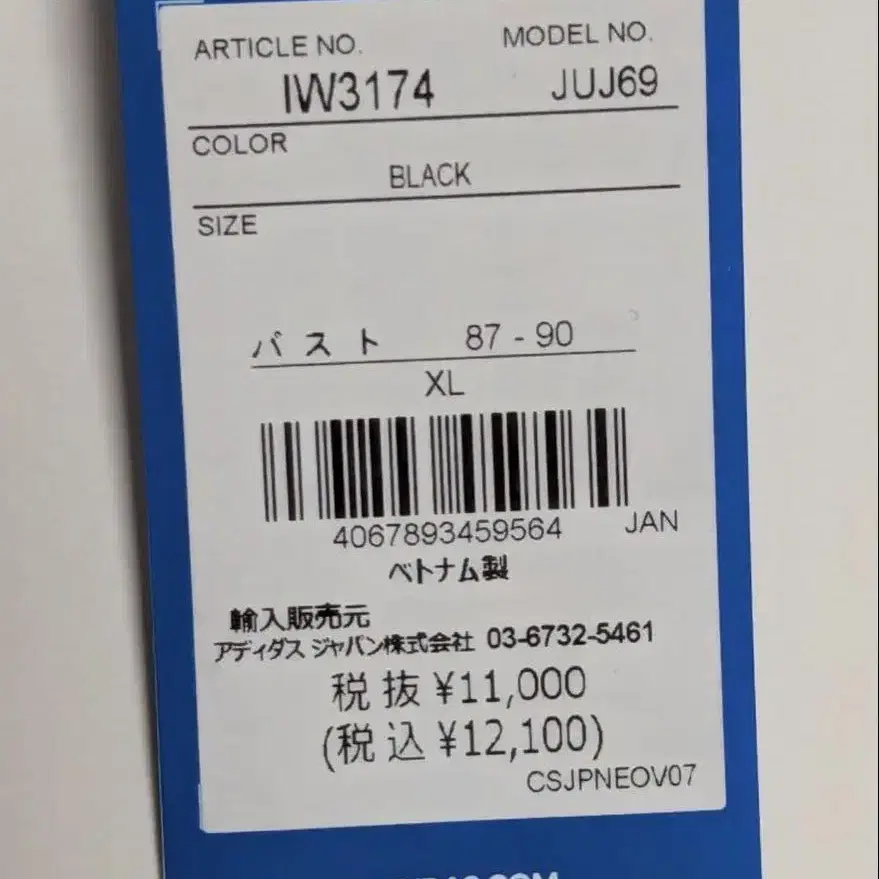 ARTICLE NO. MODEL NO.
IW3174 JUJ69
COLOR
BLACK
SIZE
バスト 87 - 90
XL
4067893459564 JAN
ベトナム製
輸入販売元
アディダス ジャパン株式会社 03-6732-5461
税抜 ¥11,000
(税込 ¥12,100)
CSJPNEOV07